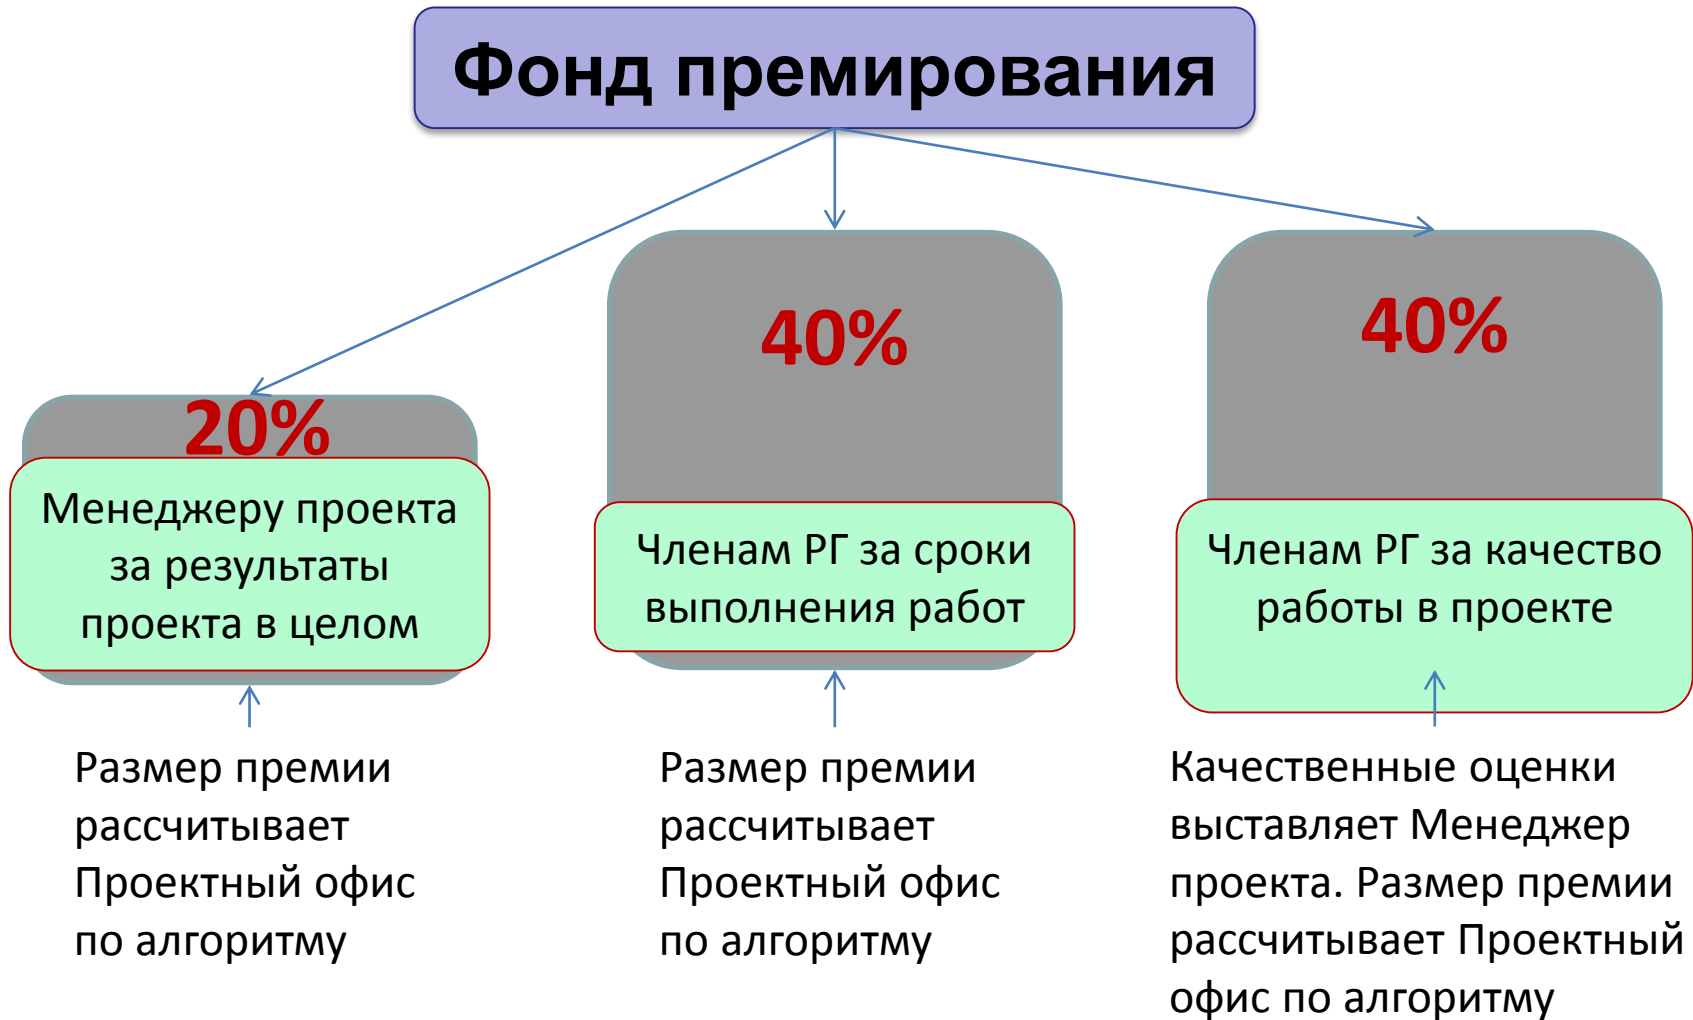 Фонд премирования
20%
Менеджеру проекта
за результаты
проекта в целом
Размер премии
рассчитывает
Проектный офис
по алгоритму
40%
Членам РГ за сроки
выполнения работ
Размер премии
рассчитывает
Проектный офис
по алгоритму
40%
Членам РГ за качество
работы в проекте
Качественные оценки
выставляет Менеджер
проекта. Размер премии
рассчитывает Проектный
офис по алгоритму